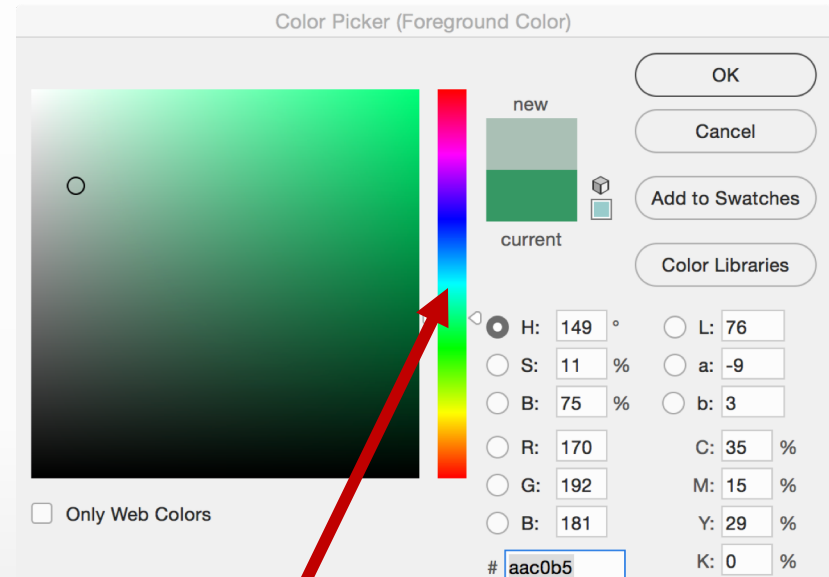 Color Picker (Foreground Color)
new
current
OK
Cancel
Add to Swatches
Color Libraries
H: 149 °
S: 11 %
B: 75 %
R: 170
G: 192
B: 181
# aac0b5
L: 76
a: -9
b: 3
C: 35 %
M: 15 %
Y: 29 %
K: 0 %
Only Web Colors